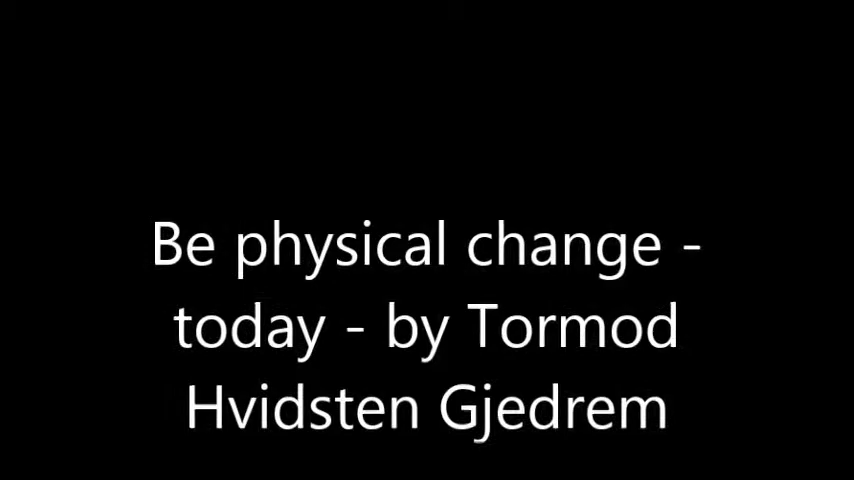 Be physical change -
today - by Tormod
Hvidsten Gjedrem